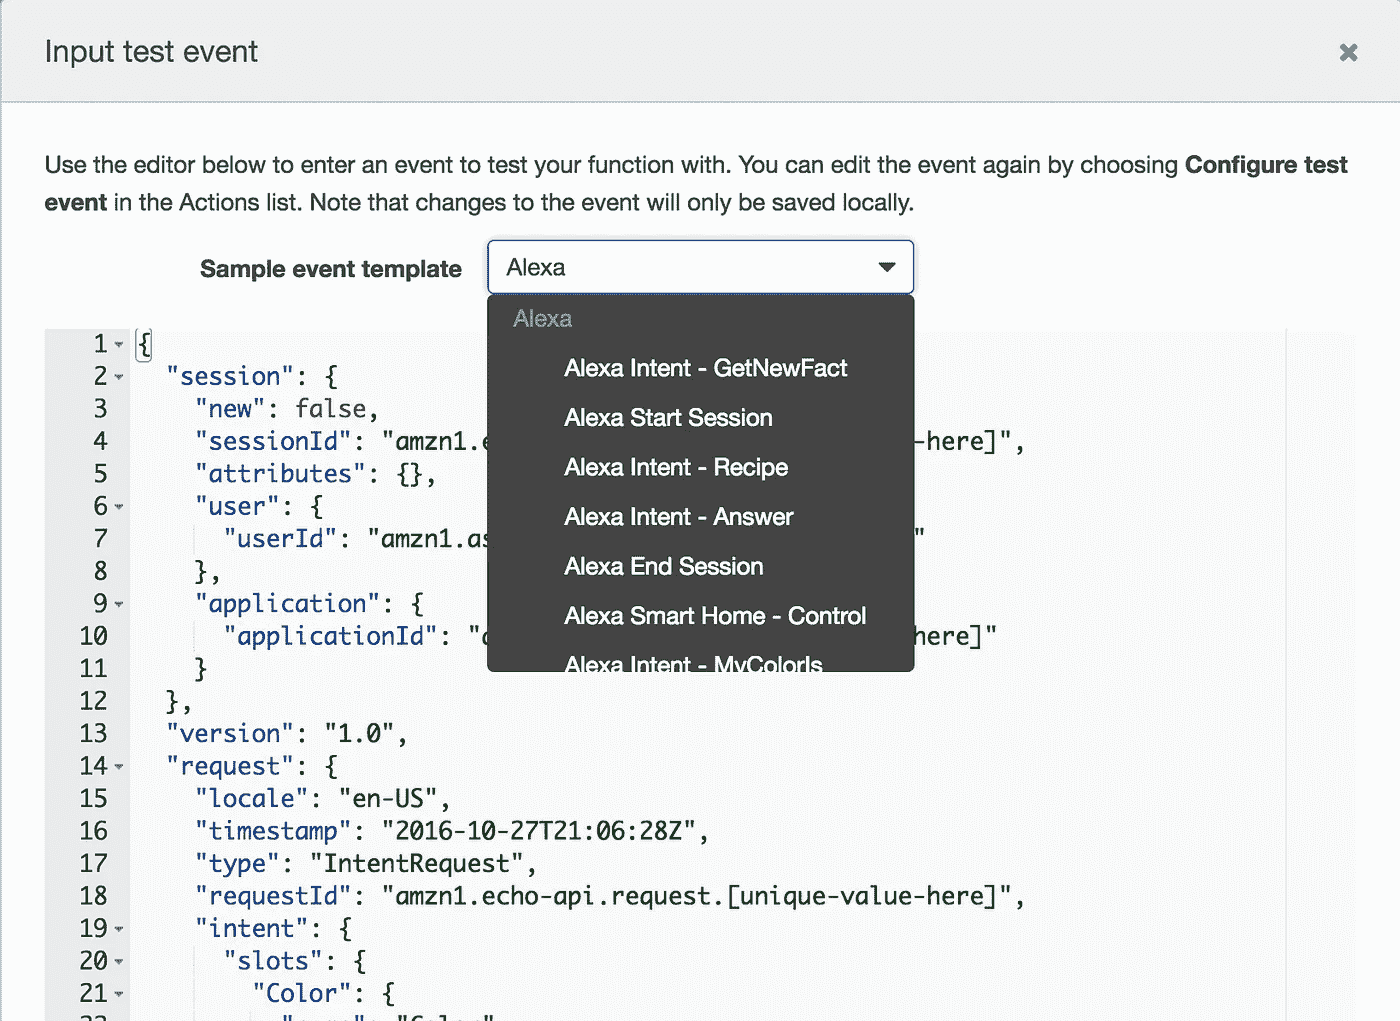 Input test event
Use the editor below to enter an event to test your function with. You can edit the event again by choosing Configure test
event in the Actions list. Note that changes to the event will only be saved locally.
Sample event template Alexa
Alexa
Alexa Intent - GetNewFact
Alexa Start Session
Alexa Intent - Recipe
Alexa Intent - Answer
Alexa End Session
Alexa Smart Home - Control
Alexa Intent - MyColorIs
1 {
2 "session": {
3 "new": false,
4 "sessionId": "amzn1. -here]",
5 "attributes": {},
6 "user": {
7 "userId": "amzn1.as "
8 },
9 "application": {
10 "applicationId": " here]"
11 }
12 },
13 "version": "1.0",
14 "request": {
15 "locale": "en-US",
16 "timestamp": "2016-10-27T21:06:28Z",
17 "type": "IntentRequest",
18 "requestId": "amzn1.echo-api.request.[unique-value-here]",
19 "intent": {
20 "slots": {
21 "Color": {